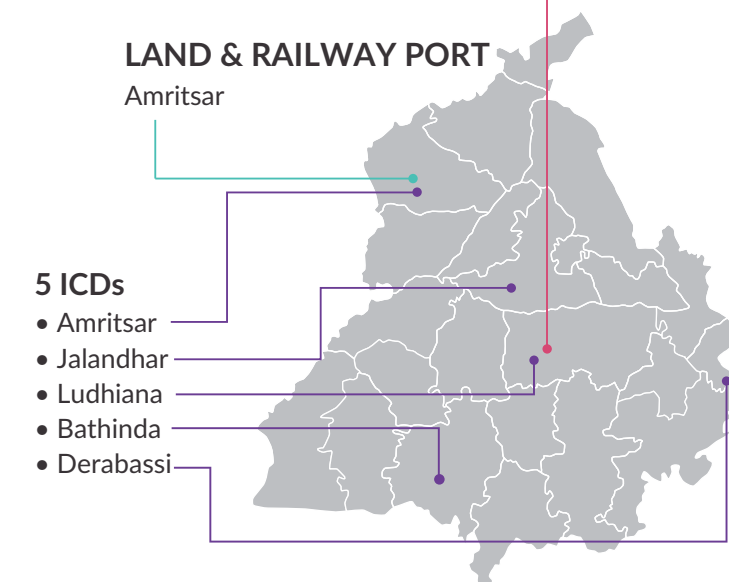 LAND & RAILWAY PORT
Amritsar
5 ICDs
• Amritsar
• Jalandhar
• Ludhiana
• Bathinda
• Derabassi